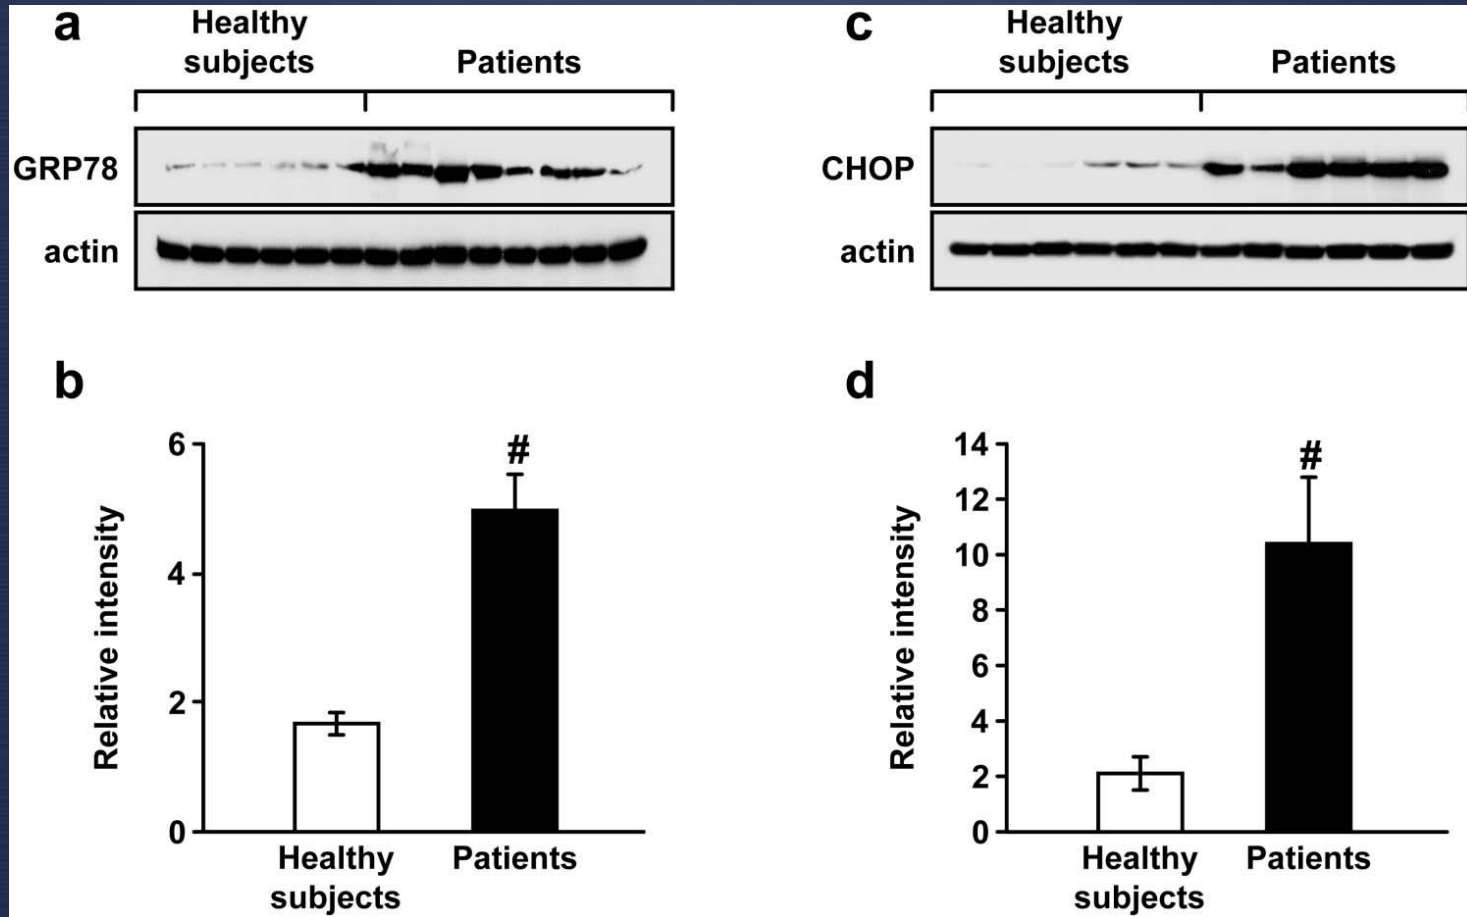 a
Healthy
subjects
Patients
GRP78
actin
c
Healthy
subjects
Patients
CHOP
actin
b
6
4
2
0
Relative intensity
#
Healthy
subjects
Patients
d
14
12
10
8
6
4
2
0
Relative intensity
#
Healthy
subjects
Patients